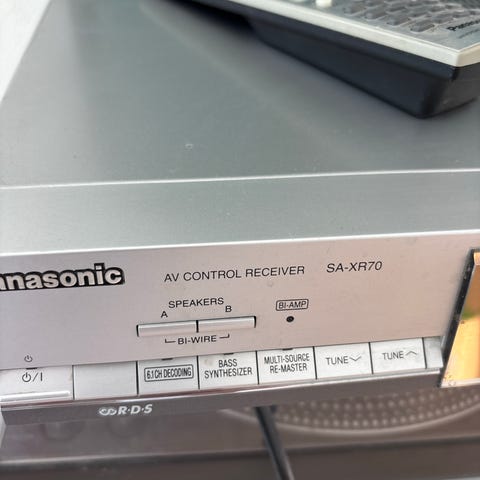 Panasonic
anasonic
AV CONTROL RECEIVER SA-XR70
SPEAKERS
A B
BI-WIRE
BI-AMP
⏻/I
6.1CH DECODING
BASS
SYNTHESIZER
MULTI-SOURCE
RE-MASTER
TUNE ﹀
TUNE ︿
R·D·S